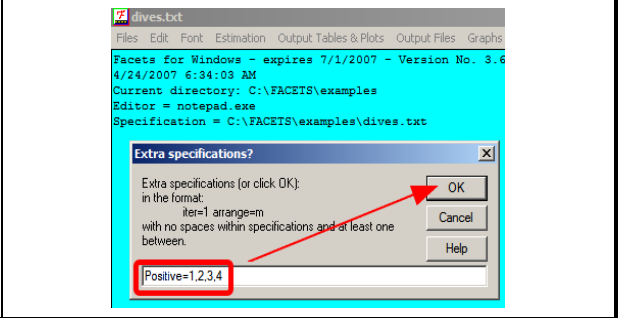 dives.txt
Files Edit Font Estimation Output Tables & Plots Output Files Graphs
Facets for Windows - expires 7/1/2007 - Version No. 3.6
4/24/2007 6:34:03 AM
Current directory: C:\FACETS\examples
Editor = notepad.exe
Specification = C:\FACETS\examples\dives.txt
Extra specifications?
Extra specifications (or click OK):
in the format:
iter=1 arrange=m
with no spaces within specifications and at least one
between.
OK
Cancel
Help
Positive=1,2,3,4